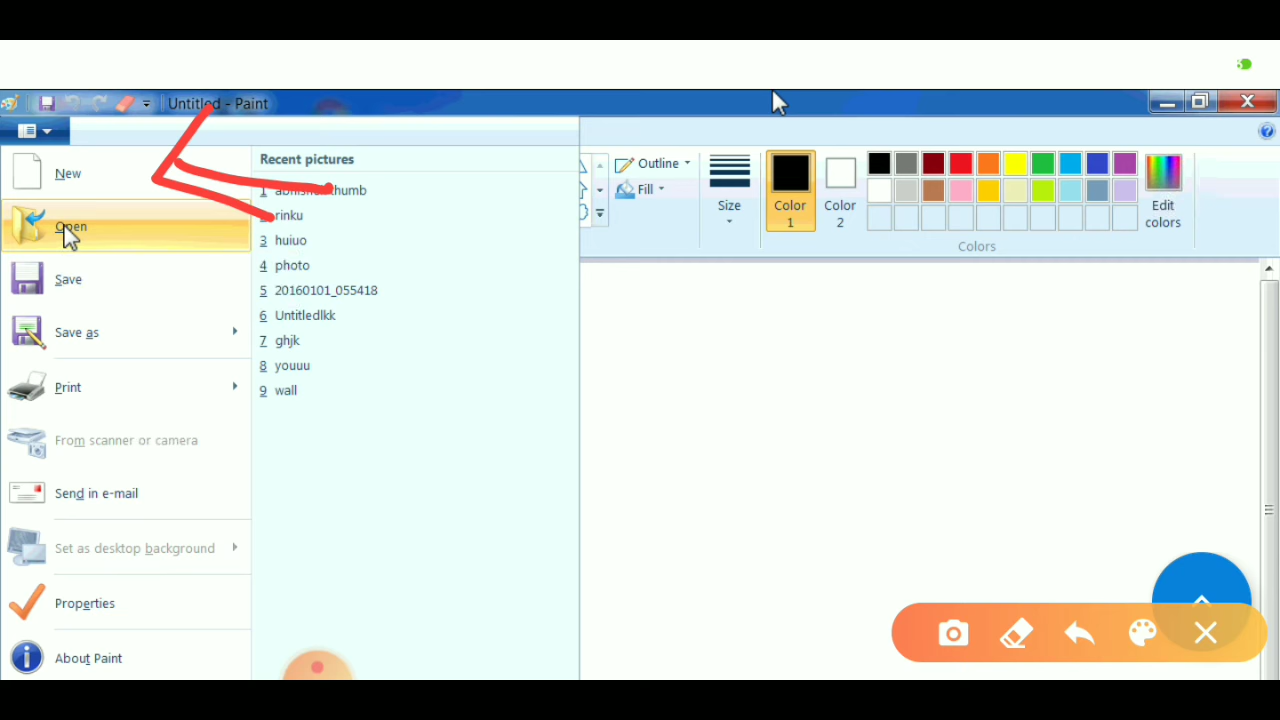 Untitled - Paint
New
Open
Save
Save as
Print
From scanner or camera
Send in e-mail
Set as desktop background
Properties
About Paint
Recent pictures
1
rinku
3 huiuo
4 photo
5 20160101_055418
6 Untitledlkk
7 ghjk
8 youuu
9 wall
Outline
Fill
Size
Color 1
Color 2
Edit colors
Colors